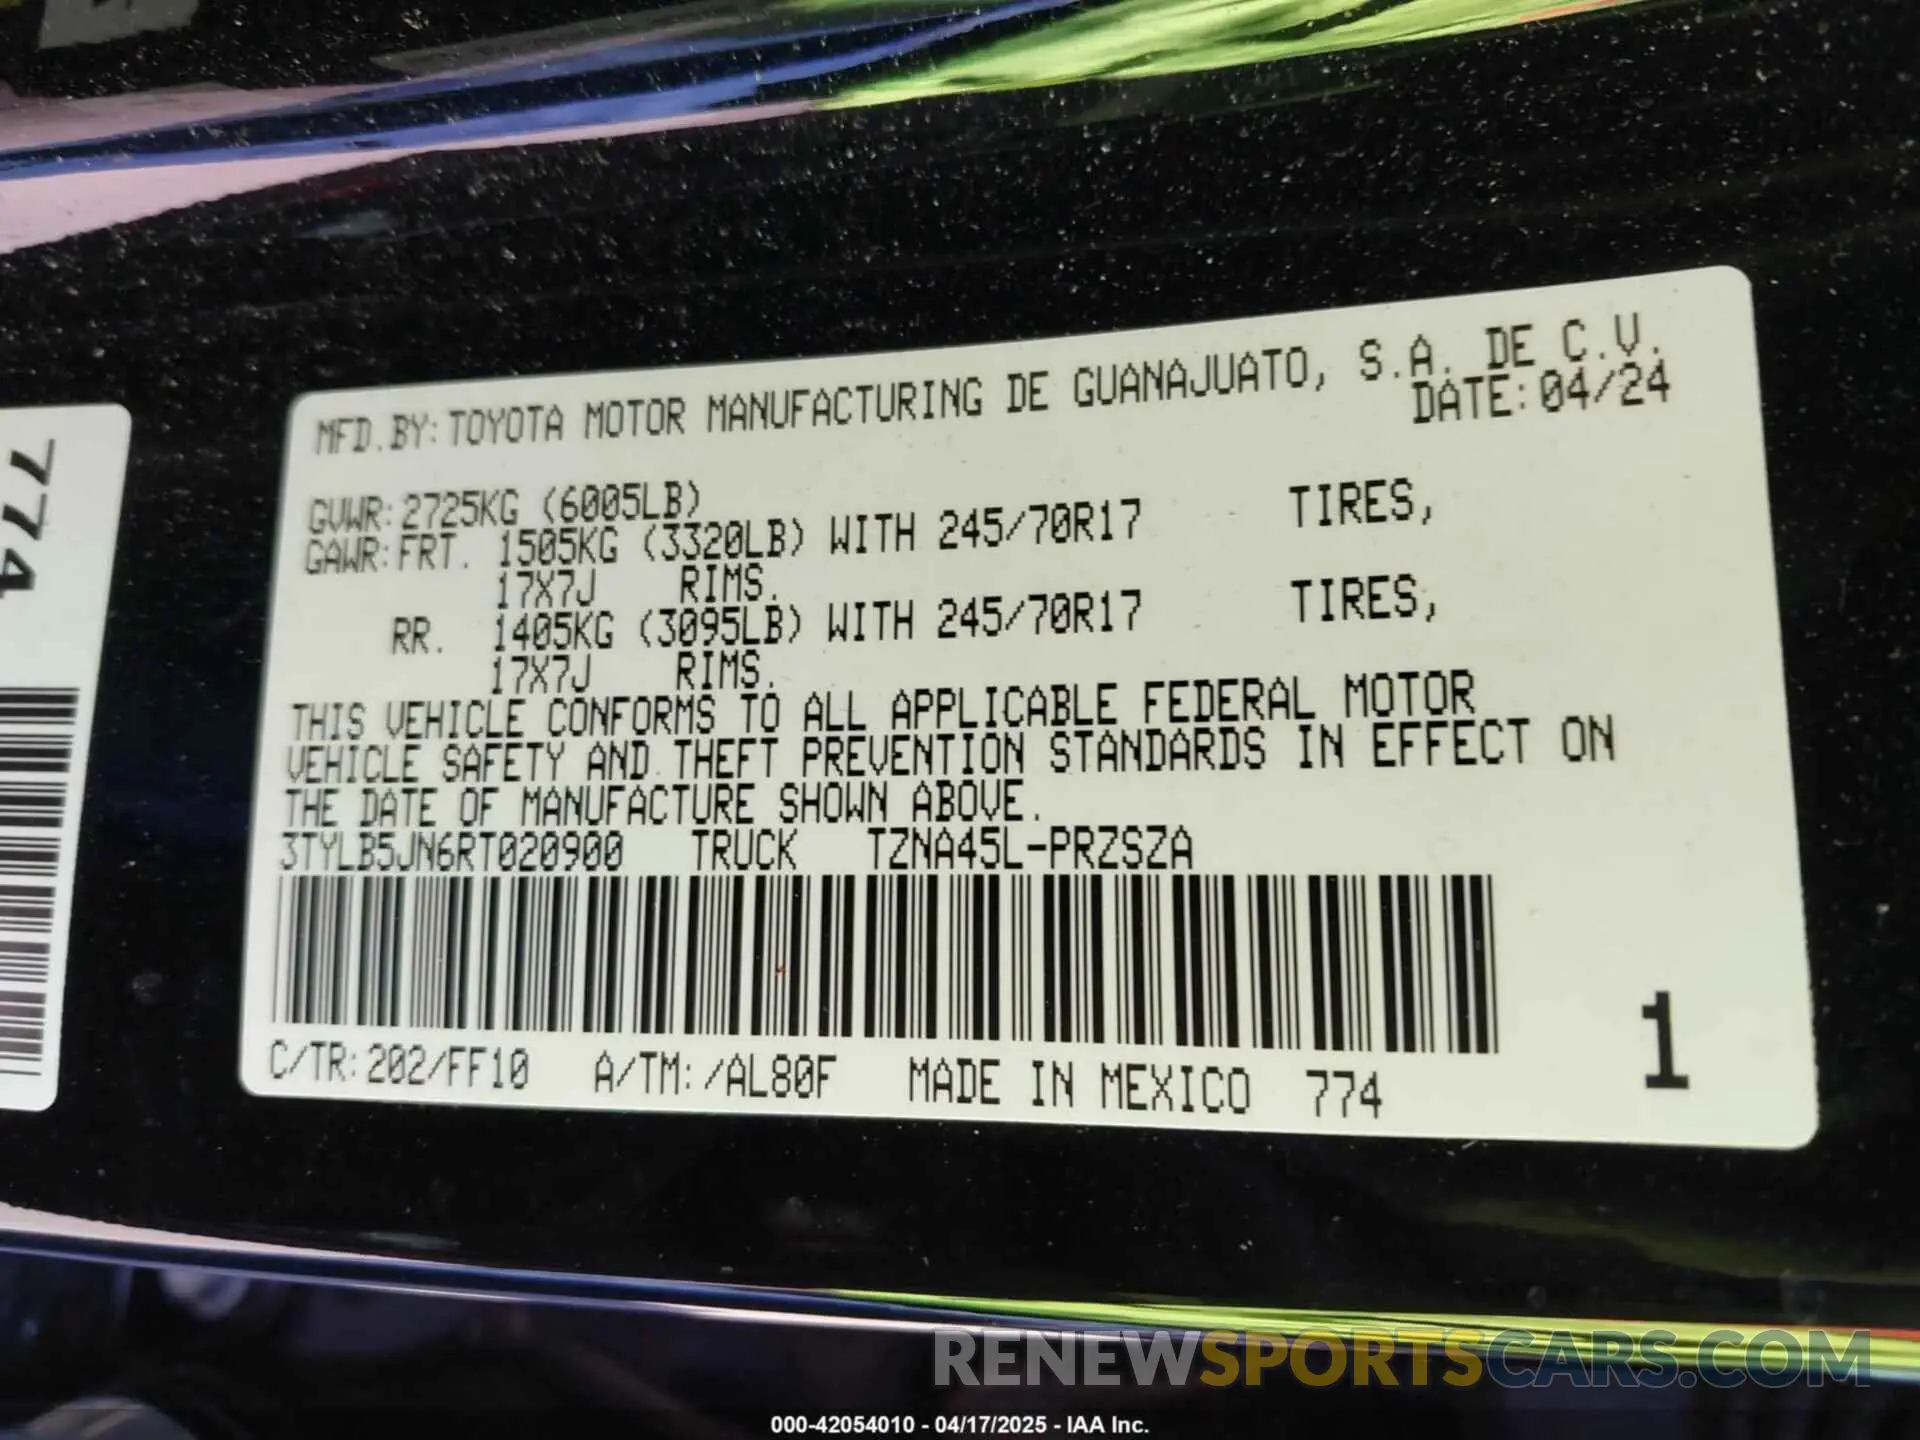 MFD.BY:TOYOTA MOTOR MANUFACTURING DE GUANAJUATO, S.A. DE C.V.
DATE:04/24
GVWR:2725KG (6005LB)
GAWR:FRT. 1505KG (3320LB) WITH 245/70R17 TIRES,
17X7J RIMS.
RR. 1405KG (3095LB) WITH 245/70R17 TIRES,
17X7J RIMS.
THIS VEHICLE CONFORMS TO ALL APPLICABLE FEDERAL MOTOR
VEHICLE SAFETY AND THEFT PREVENTION STANDARDS IN EFFECT ON
THE DATE OF MANUFACTURE SHOWN ABOVE.
3TYLB5JN6RT020900 TRUCK TZNA45L-PRZSZA
1
C/TR:202/FF10 A/TM:/AL80F MADE IN MEXICO 774
774
RENEWSPORTSCARS.COM
000-42054010 - 04/17/2025 - IAA Inc.